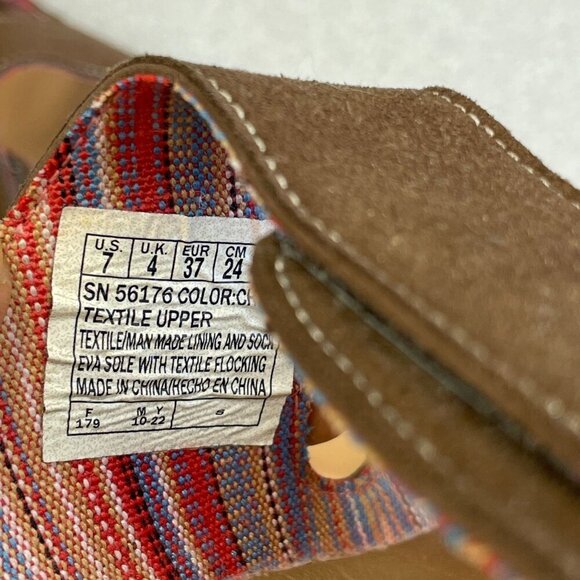 U.S. U.K. EUR CM
7 4 37 24
SN 56176 COLOR:
TEXTILE UPPER
TEXTILE/MAN MADE LINING AND SOCK
EVA SOLE WITH TEXTILE FLOCKING
MADE IN CHINA/HECHO EN CHINA
F M Y
179 10-22